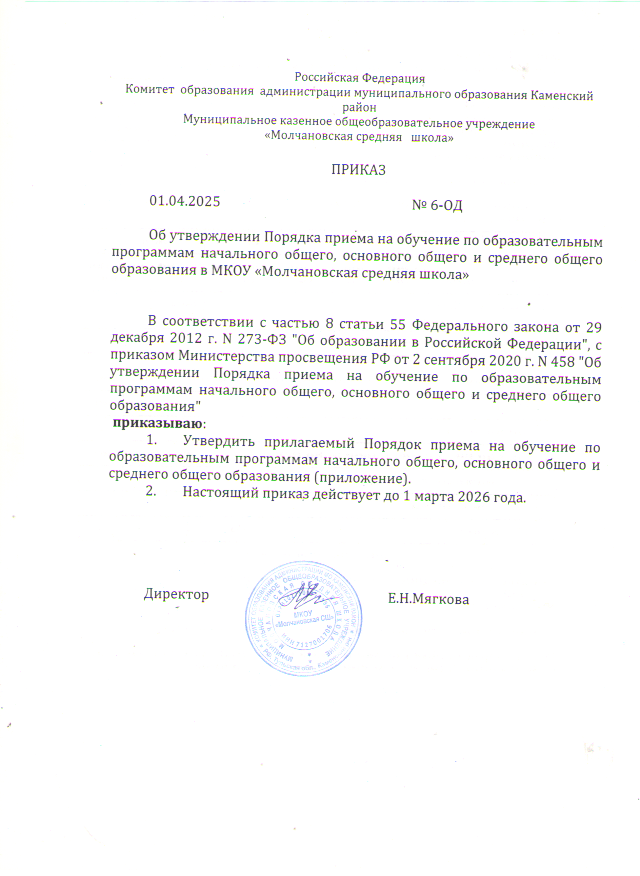 Российская Федерация
Комитет образования администрации муниципального образования Каменский
район
Муниципальное казенное общеобразовательное учреждение
«Молчановская средняя школа»
ПРИКАЗ
01.04.2025 № 6-ОД
Об утверждении Порядка приема на обучение по образовательным
программам начального общего, основного общего и среднего общего
образования в МКОУ «Молчановская средняя школа»
В соответствии с частью 8 статьи 55 Федерального закона от 29
декабря 2012 г. N 273-ФЗ "Об образовании в Российской Федерации", с
приказом Министерства просвещения РФ от 2 сентября 2020 г. N 458 "Об
утверждении Порядка приема на обучение по образовательным
программам начального общего, основного общего и среднего общего
образования"
приказываю:
1. Утвердить прилагаемый Порядок приема на обучение по
образовательным программам начального общего, основного общего и
среднего общего образования (приложение).
2. Настоящий приказ действует до 1 марта 2026 года.
Директор Е.Н.Мягкова
МКОУ
«Молчановская СШ»